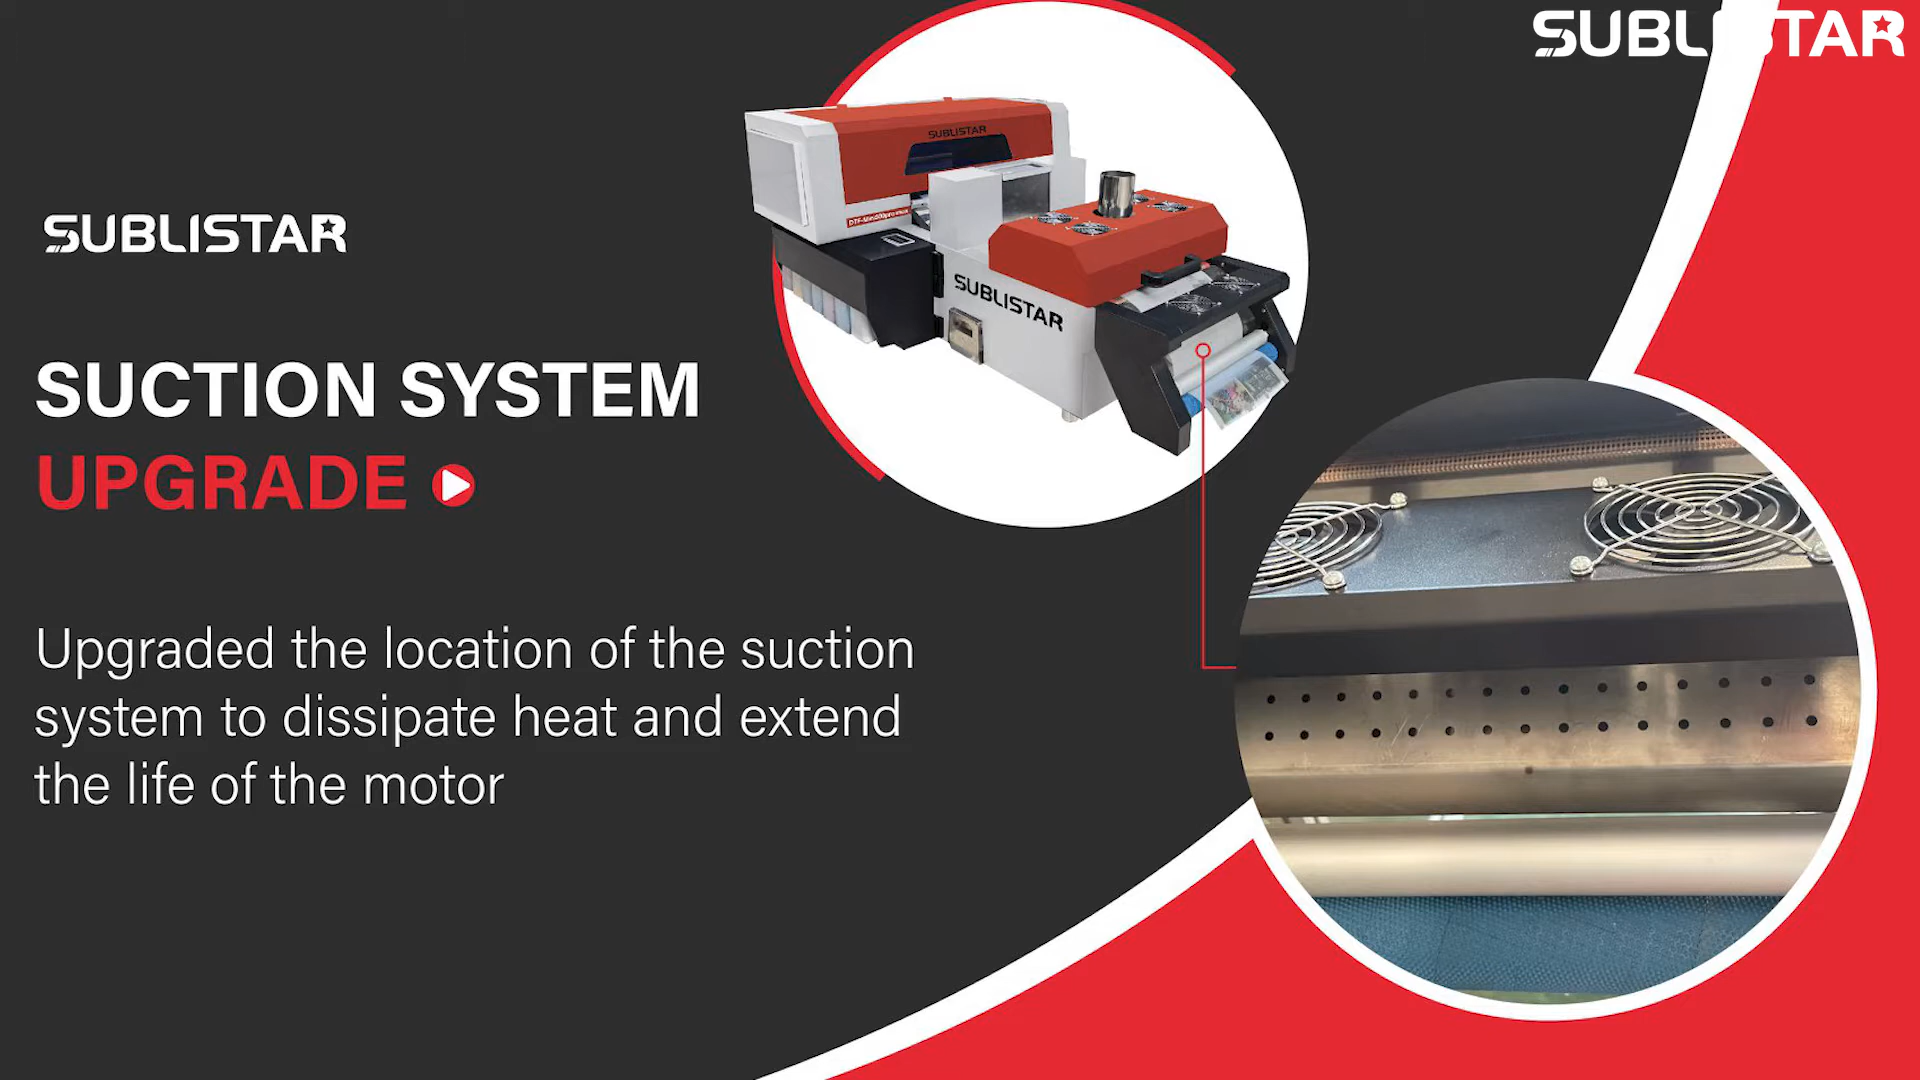 SUBLISTAR
SUBLISTAR
SUCTION SYSTEM
UPGRADE
Upgraded the location of the suction
system to dissipate heat and extend
the life of the motor
SUBLISTAR
SUBLISTAR